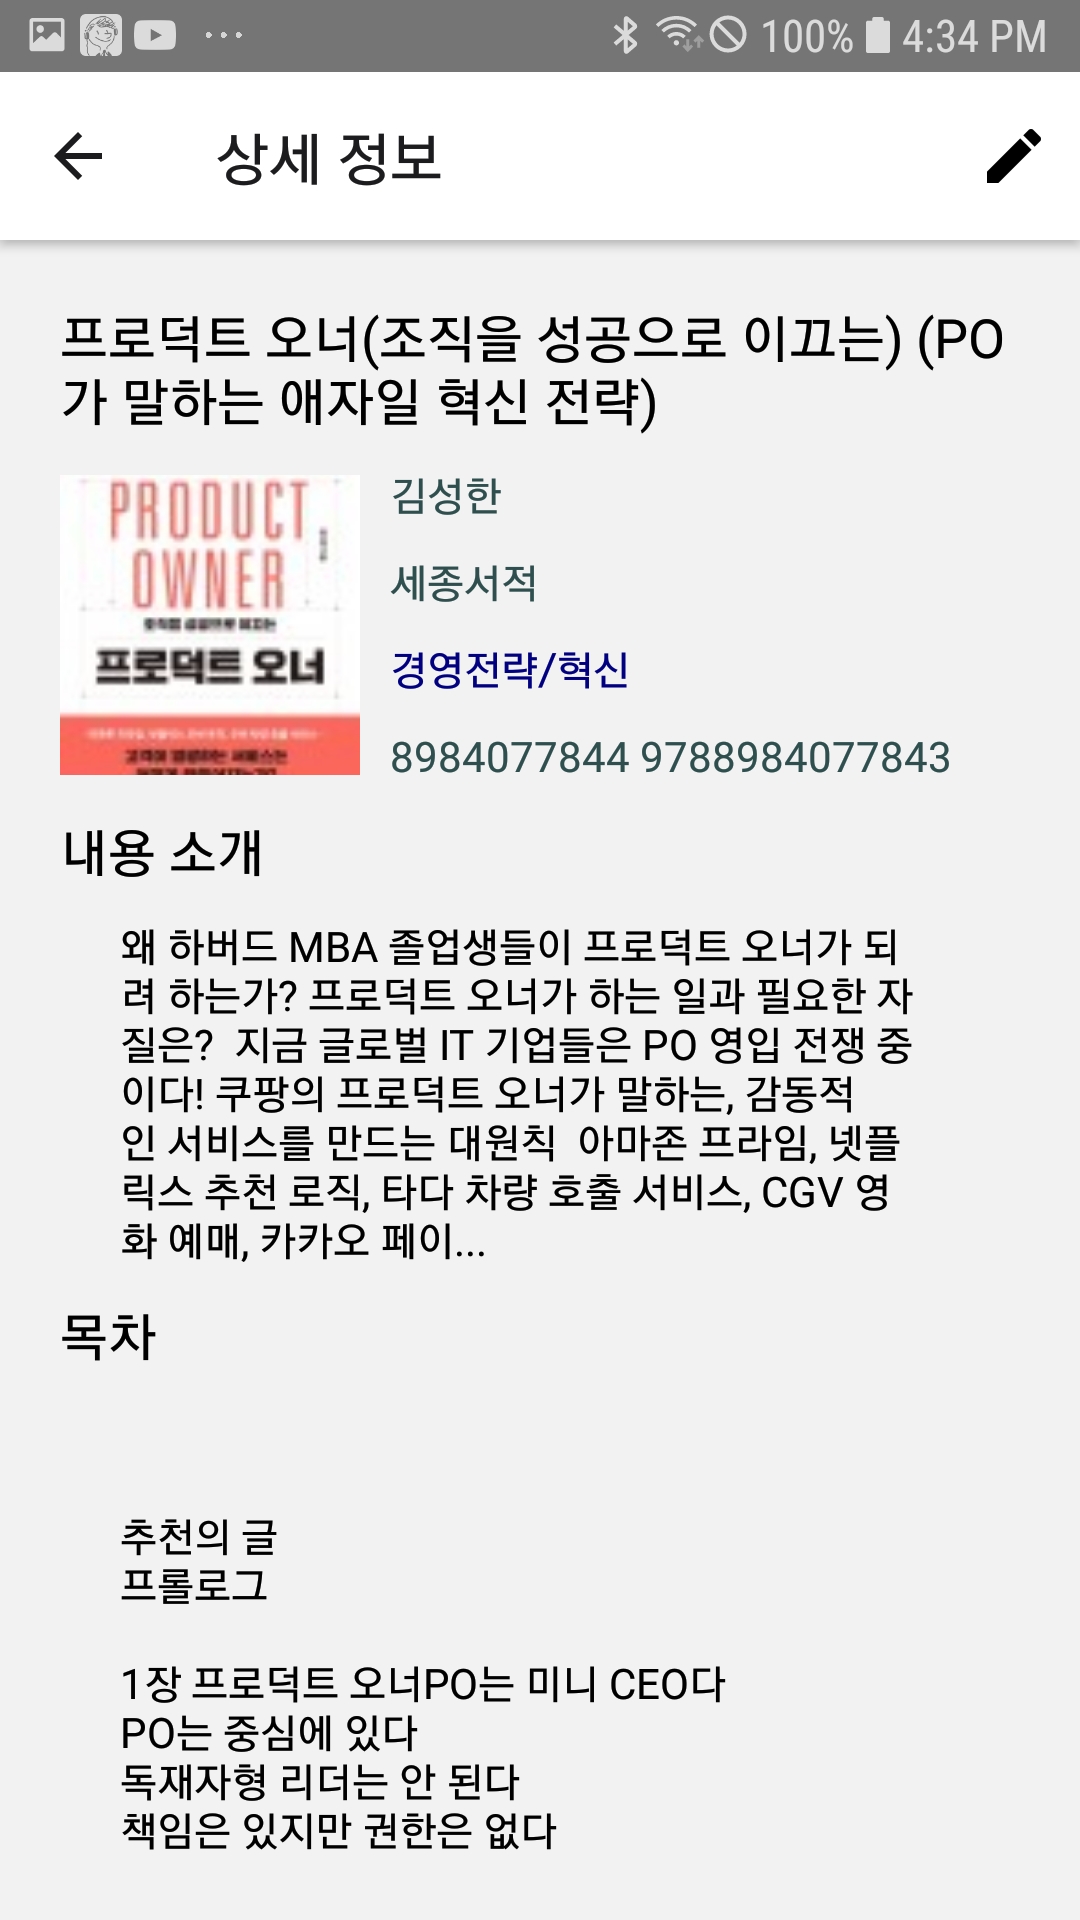 100% 4:34 PM
상세 정보
프로덕트 오너(조직을 성공으로 이끄는) (PO
가 말하는 애자일 혁신 전략)
PRODUCT
OWNER
조직을 성공으로 이끄는
프로덕트 오너
김성한
세종서적
경영전략/혁신
8984077844 9788984077843
내용 소개
왜 하버드 MBA 졸업생들이 프로덕트 오너가 되
려 하는가? 프로덕트 오너가 하는 일과 필요한 자
질은?  지금 글로벌 IT 기업들은 PO 영입 전쟁 중
이다! 쿠팡의 프로덕트 오너가 말하는, 감동적
인 서비스를 만드는 대원칙  아마존 프라임, 넷플
릭스 추천 로직, 타다 차량 호출 서비스, CGV 영
화 예매, 카카오 페이...
목차
추천의 글
프롤로그
1장 프로덕트 오너PO는 미니 CEO다
PO는 중심에 있다
독재자형 리더는 안 된다
책임은 있지만 권한은 없다